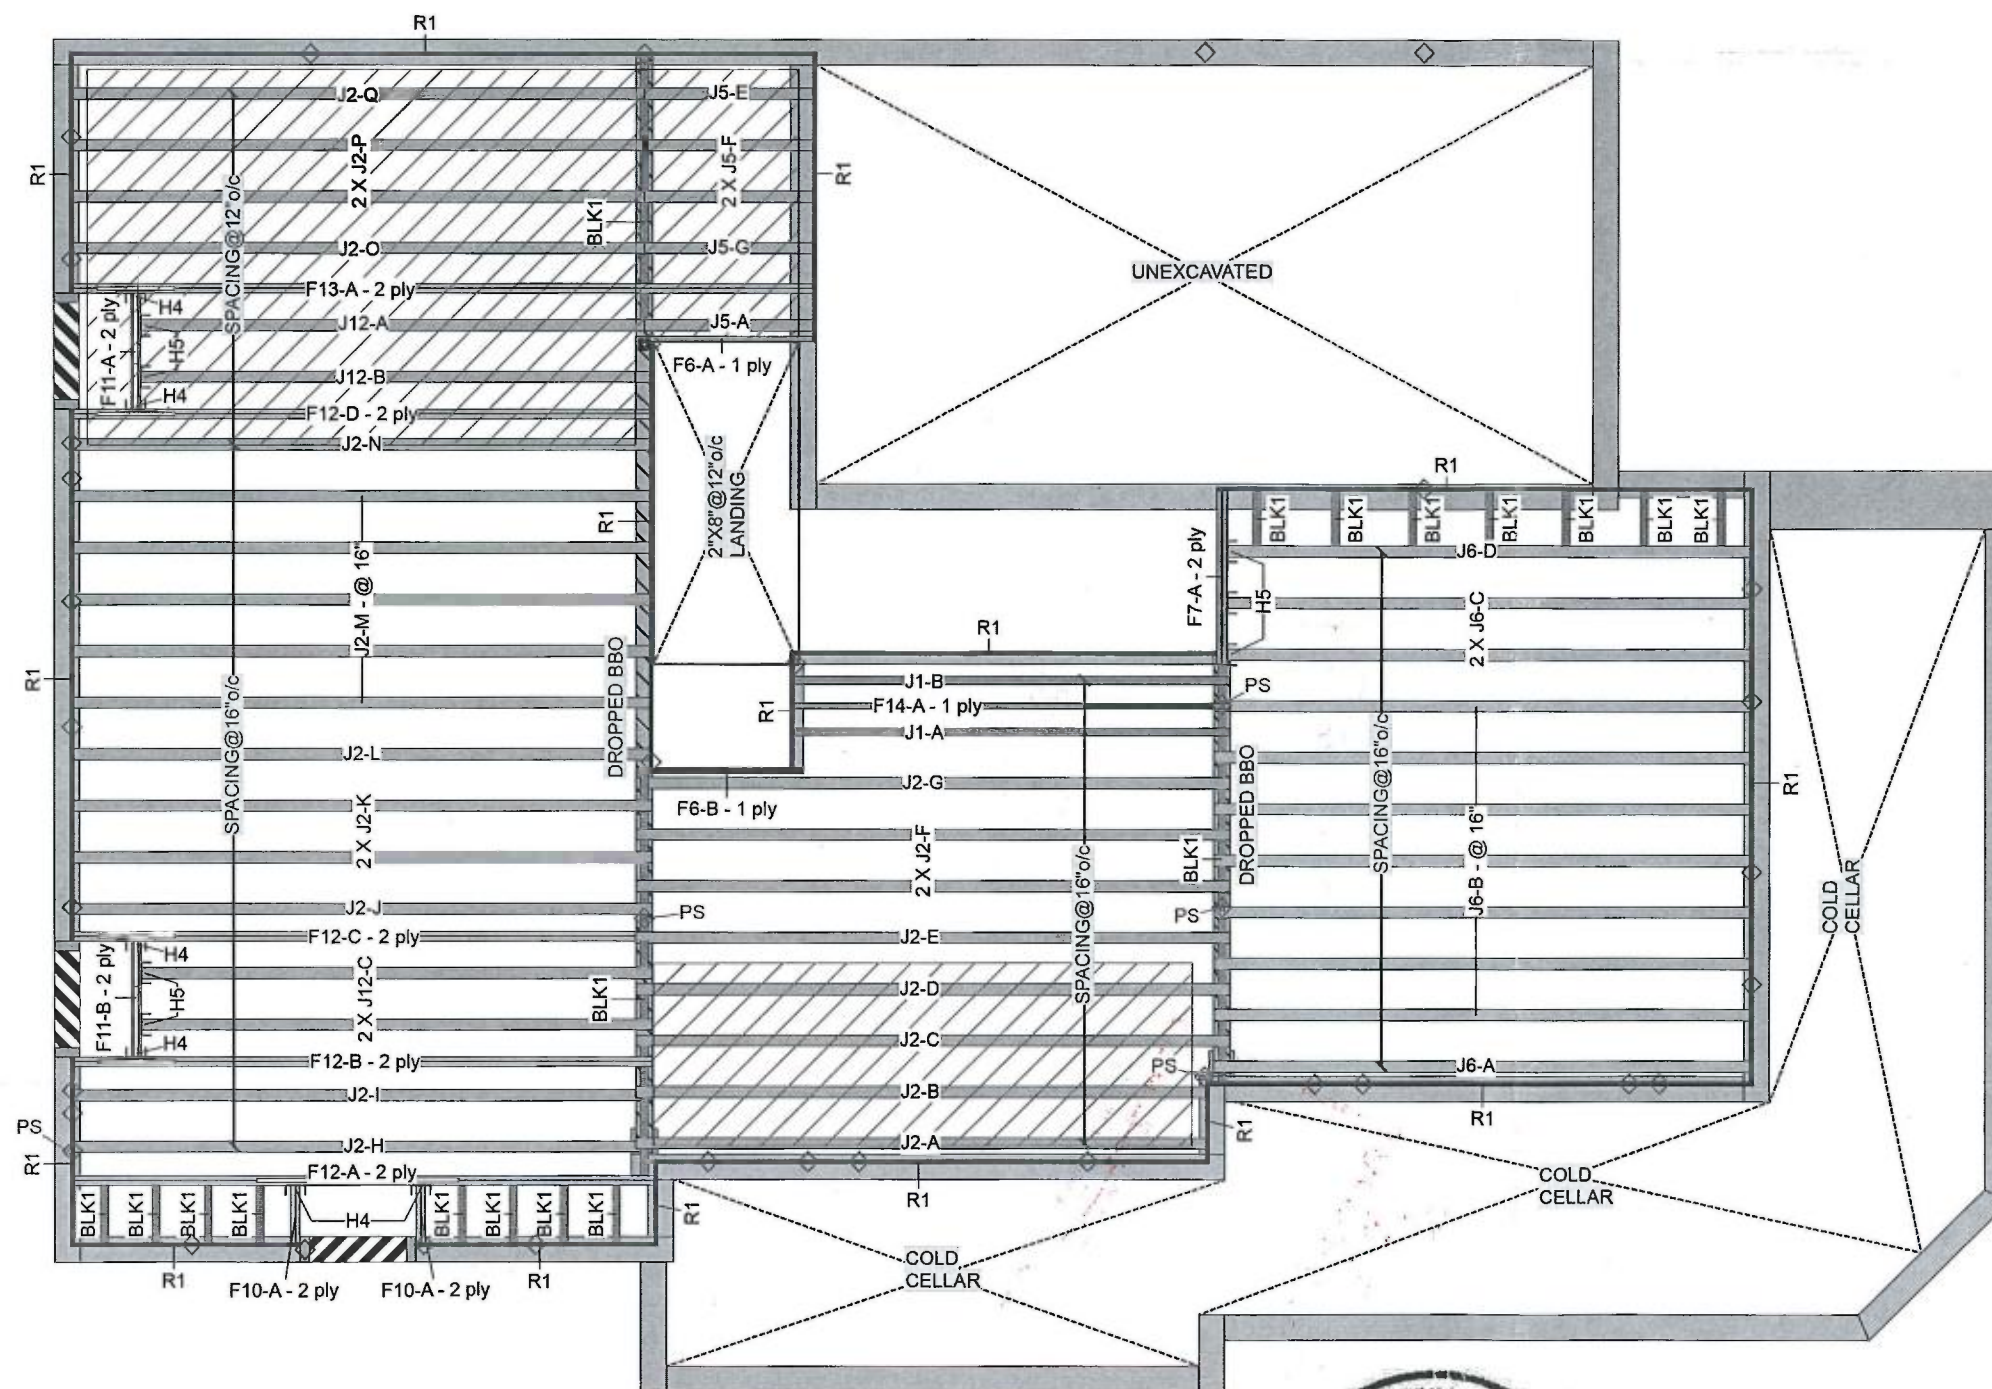 R1
J2-Q
J5-E
2 X J2-P
2 X J5-F
R1
R1
SPACING@12"o/c
BLK1
J2-O
J5-G
UNEXCAVATED
F13-A - 2 ply
H4
J12-A
J5-A
F11-A - 2 ply
H5
F6-A - 1 ply
J12-B
H4
F12-D - 2 ply
J2-N
2"X8"@12"o/c
LANDING
R1
R1
BLK1
BLK1
BLK1
BLK1
BLK1
BLK1
BLK1
J6-D
J2-M - @ 16"
F7-A - 2 ply
H5
2 X J6-C
R1
R1
J1-B
PS
F14-A - 1 ply
R1
J1-A
DROPPED BBO
SPACING@16"o/c
J2-L
J2-G
DROPPED BBO
SPACING@16"o/c
R1
F6-B - 1 ply
2 X J2-K
2 X J2-F
BLK1
J6-B - @ 16"
COLD
CELLAR
J2-J
PS
PS
F12-C - 2 ply
J2-E
SPACING@16"o/c
H4
F11-B - 2 ply
H5
2 X J12-C
BLK1
J2-D
H4
J2-C
F12-B - 2 ply
PS
J6-A
J2-I
J2-B
R1
PS
J2-H
J2-A
R1
R1
F12-A - 2 ply
COLD
CELLAR
BLK1
BLK1
BLK1
BLK1
H4
BLK1
BLK1
BLK1
BLK1
R1
R1
COLD
CELLAR
R1
F10-A - 2 ply
F10-A - 2 ply
R1